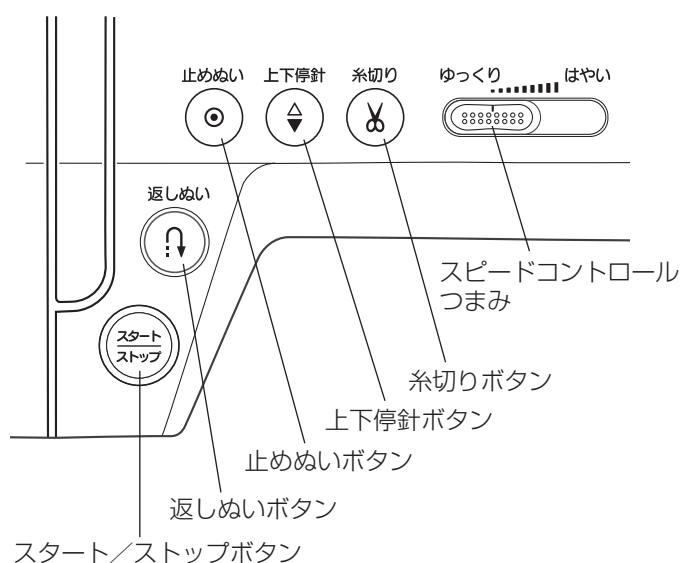 止めぬい
上下停針
糸切り
ゆっくり
はやい
返しぬい
スタート
ストップ
スピードコントロール
つまみ
糸切りボタン
上下停針ボタン
止めぬいボタン
返しぬいボタン
スタート／ストップボタン